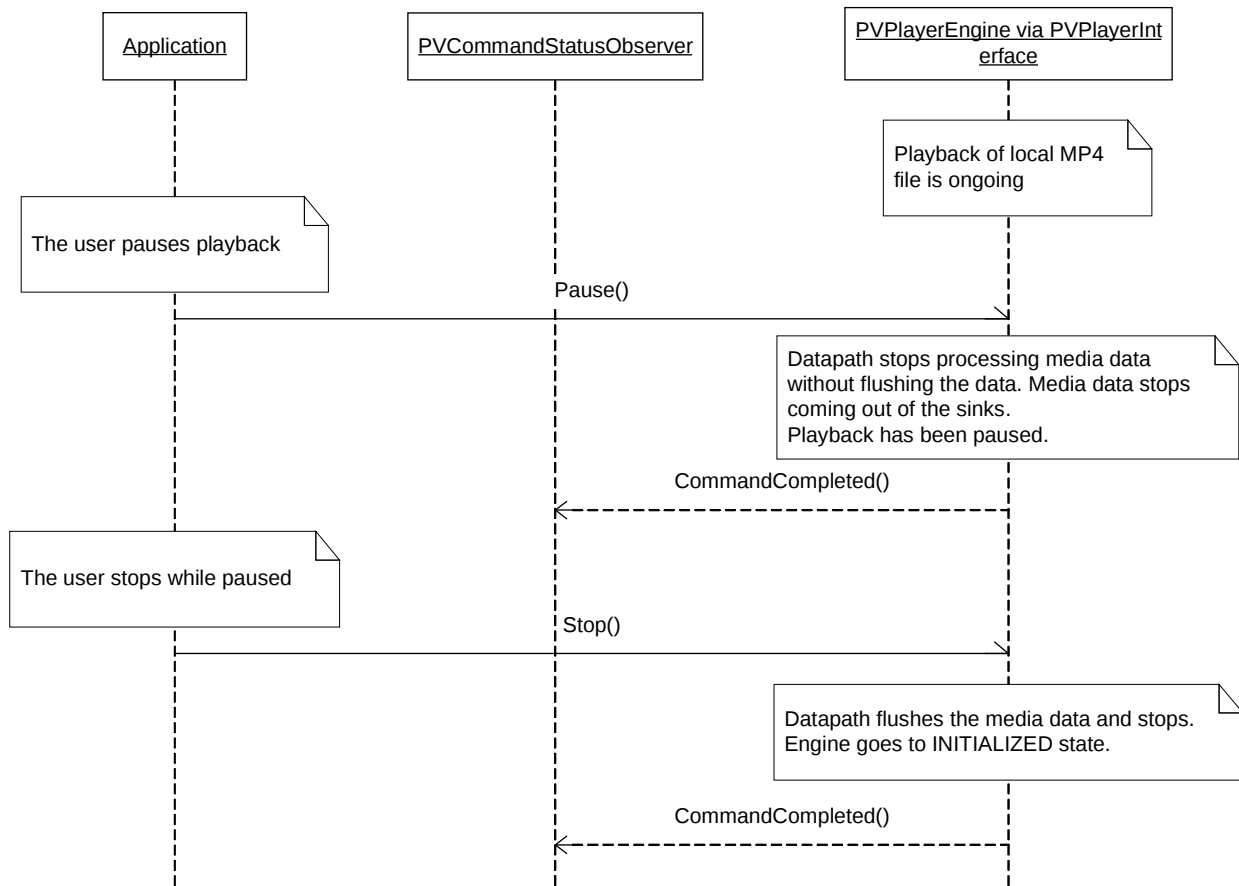 Application
PVCommandStatusObserver
PVPlayerEngine via PVPlayerInt
erface
Playback of local MP4
file is ongoing
The user pauses playback
Pause()
Datapath stops processing media data
without flushing the data. Media data stops
coming out of the sinks.
Playback has been paused.
CommandCompleted()
The user stops while paused
Stop()
Datapath flushes the media data and stops.
Engine goes to INITIALIZED state.
CommandCompleted()